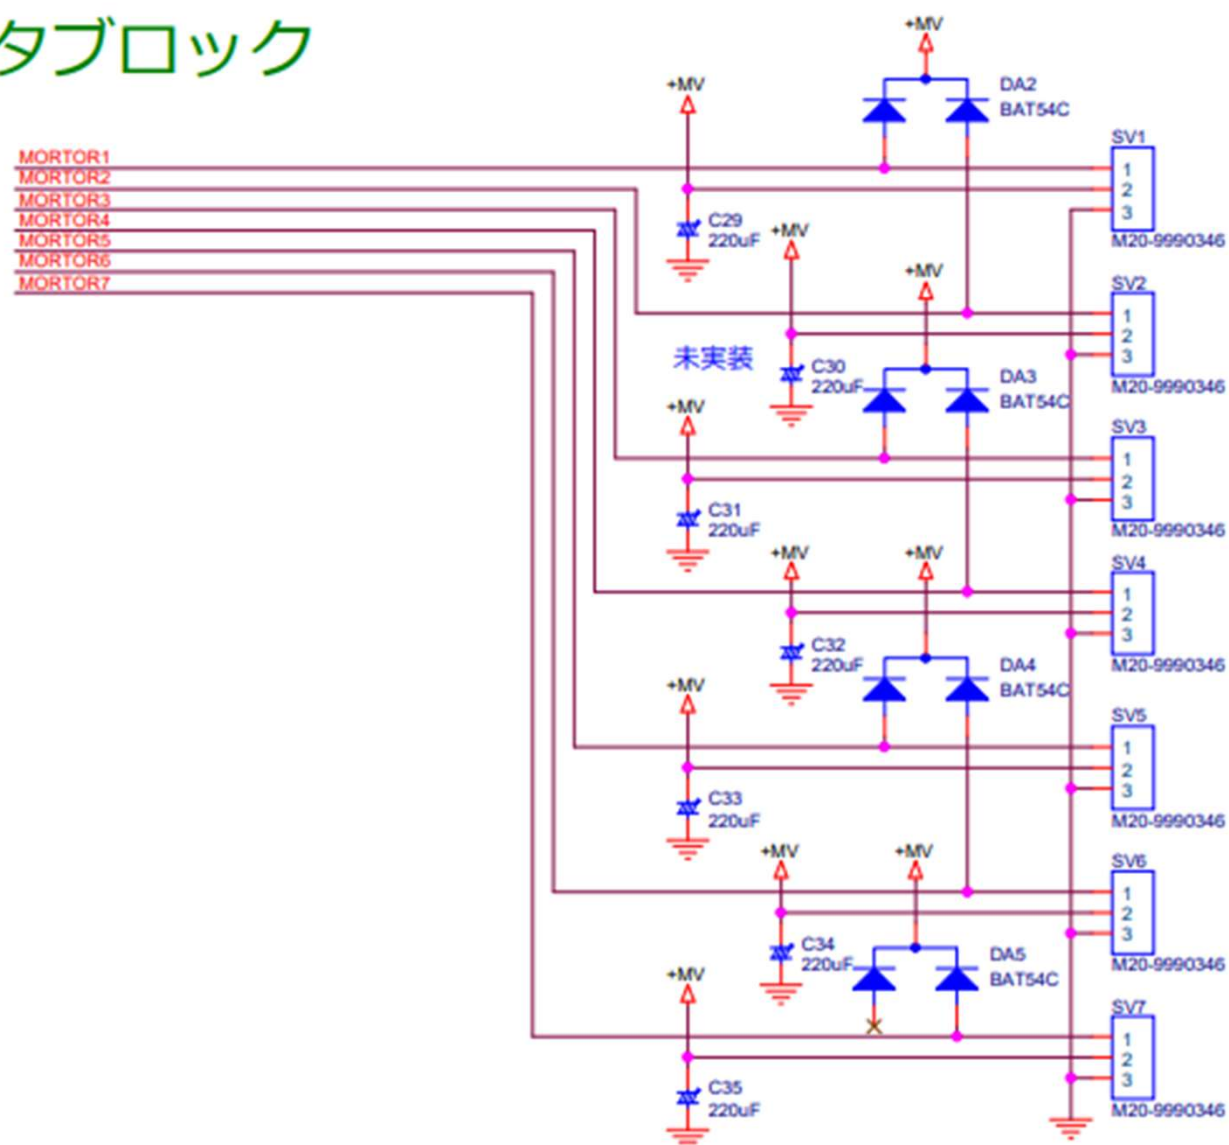 タブロック
+MV
DA2
BAT54C
+MV
SV1
MORTOR1
MORTOR2
MORTOR3
MORTOR4
MORTOR5
MORTOR6
MORTOR7
1
2
3
M20-9990346
C29
220uF
+MV
+MV
SV2
1
2
3
M20-9990346
未実装
C30
220uF
DA3
BAT54C
+MV
SV3
1
2
3
M20-9990346
C31
220uF
+MV
+MV
SV4
1
2
3
M20-9990346
C32
220uF
DA4
BAT54C
+MV
SV5
1
2
3
M20-9990346
C33
220uF
+MV
+MV
SV6
1
2
3
M20-9990346
C34
220uF
DA5
BAT54C
+MV
SV7
1
2
3
M20-9990346
C35
220uF